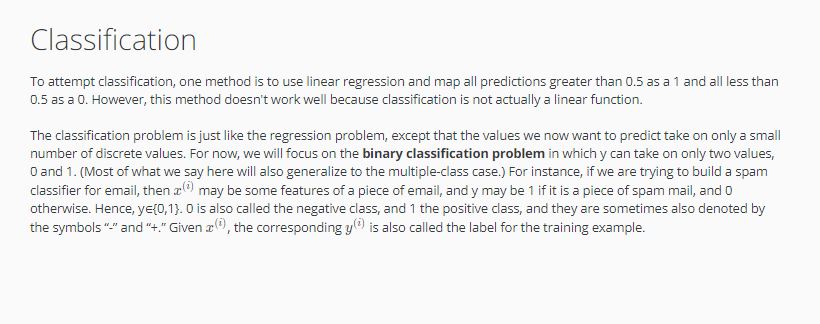 Classification
To attempt classification, one method is to use linear regression and map all predictions greater than 0.5 as a 1 and all less than
0.5 as a 0. However, this method doesn't work well because classification is not actually a linear function.
The classification problem is just like the regression problem, except that the values we now want to predict take on only a small
number of discrete values. For now, we will focus on the binary classification problem in which y can take on only two values,
0 and 1. (Most of what we say here will also generalize to the multiple-class case.) For instance, if we are trying to build a spam
classifier for email, then x^(i) may be some features of a piece of email, and y may be 1 if it is a piece of spam mail, and 0
otherwise. Hence, y∈{0,1}. 0 is also called the negative class, and 1 the positive class, and they are sometimes also denoted by
the symbols “-” and “+.” Given x^(i), the corresponding y^(i) is also called the label for the training example.